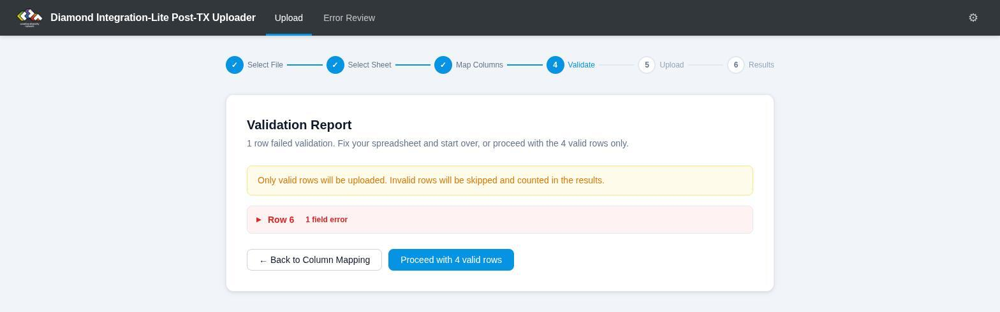 creative diversity
network
Diamond Integration-Lite Post-TX Uploader
Upload
Error Review
Select File
Select Sheet
Map Columns
4 Validate
5 Upload
6 Results
Validation Report
1 row failed validation. Fix your spreadsheet and start over, or proceed with the 4 valid rows only.
Only valid rows will be uploaded. Invalid rows will be skipped and counted in the results.
Row 6 1 field error
← Back to Column Mapping
Proceed with 4 valid rows